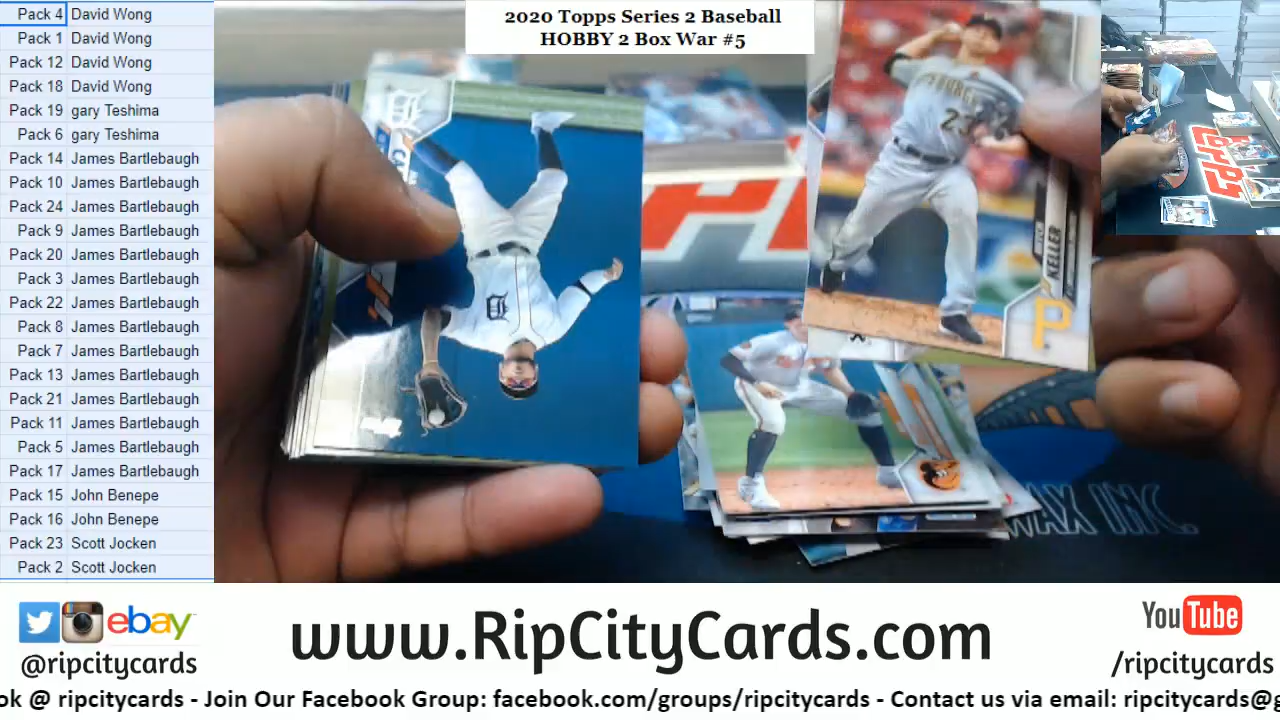 Pack 4 David Wong
Pack 1 David Wong
Pack 12 David Wong
Pack 18 David Wong
Pack 19 gary Teshima
Pack 6 gary Teshima
Pack 14 James Bartlebaugh
Pack 10 James Bartlebaugh
Pack 24 James Bartlebaugh
Pack 9 James Bartlebaugh
Pack 20 James Bartlebaugh
Pack 3 James Bartlebaugh
Pack 22 James Bartlebaugh
Pack 8 James Bartlebaugh
Pack 7 James Bartlebaugh
Pack 13 James Bartlebaugh
Pack 21 James Bartlebaugh
Pack 11 James Bartlebaugh
Pack 5 James Bartlebaugh
Pack 17 James Bartlebaugh
Pack 15 John Benepe
Pack 16 John Benepe
Pack 23 Scott Jocken
Pack 2 Scott Jocken
2020 Topps Series 2 Baseball
HOBBY 2 Box War #5
23
KELLER
P
D
WAX INC.
Topps
ebay
@ripcitycards
www.RipCityCards.com
YouTube
/ripcitycards
ok @ ripcitycards - Join Our Facebook Group: facebook.com/groups/ripcitycards - Contact us via email: ripcitycards@g